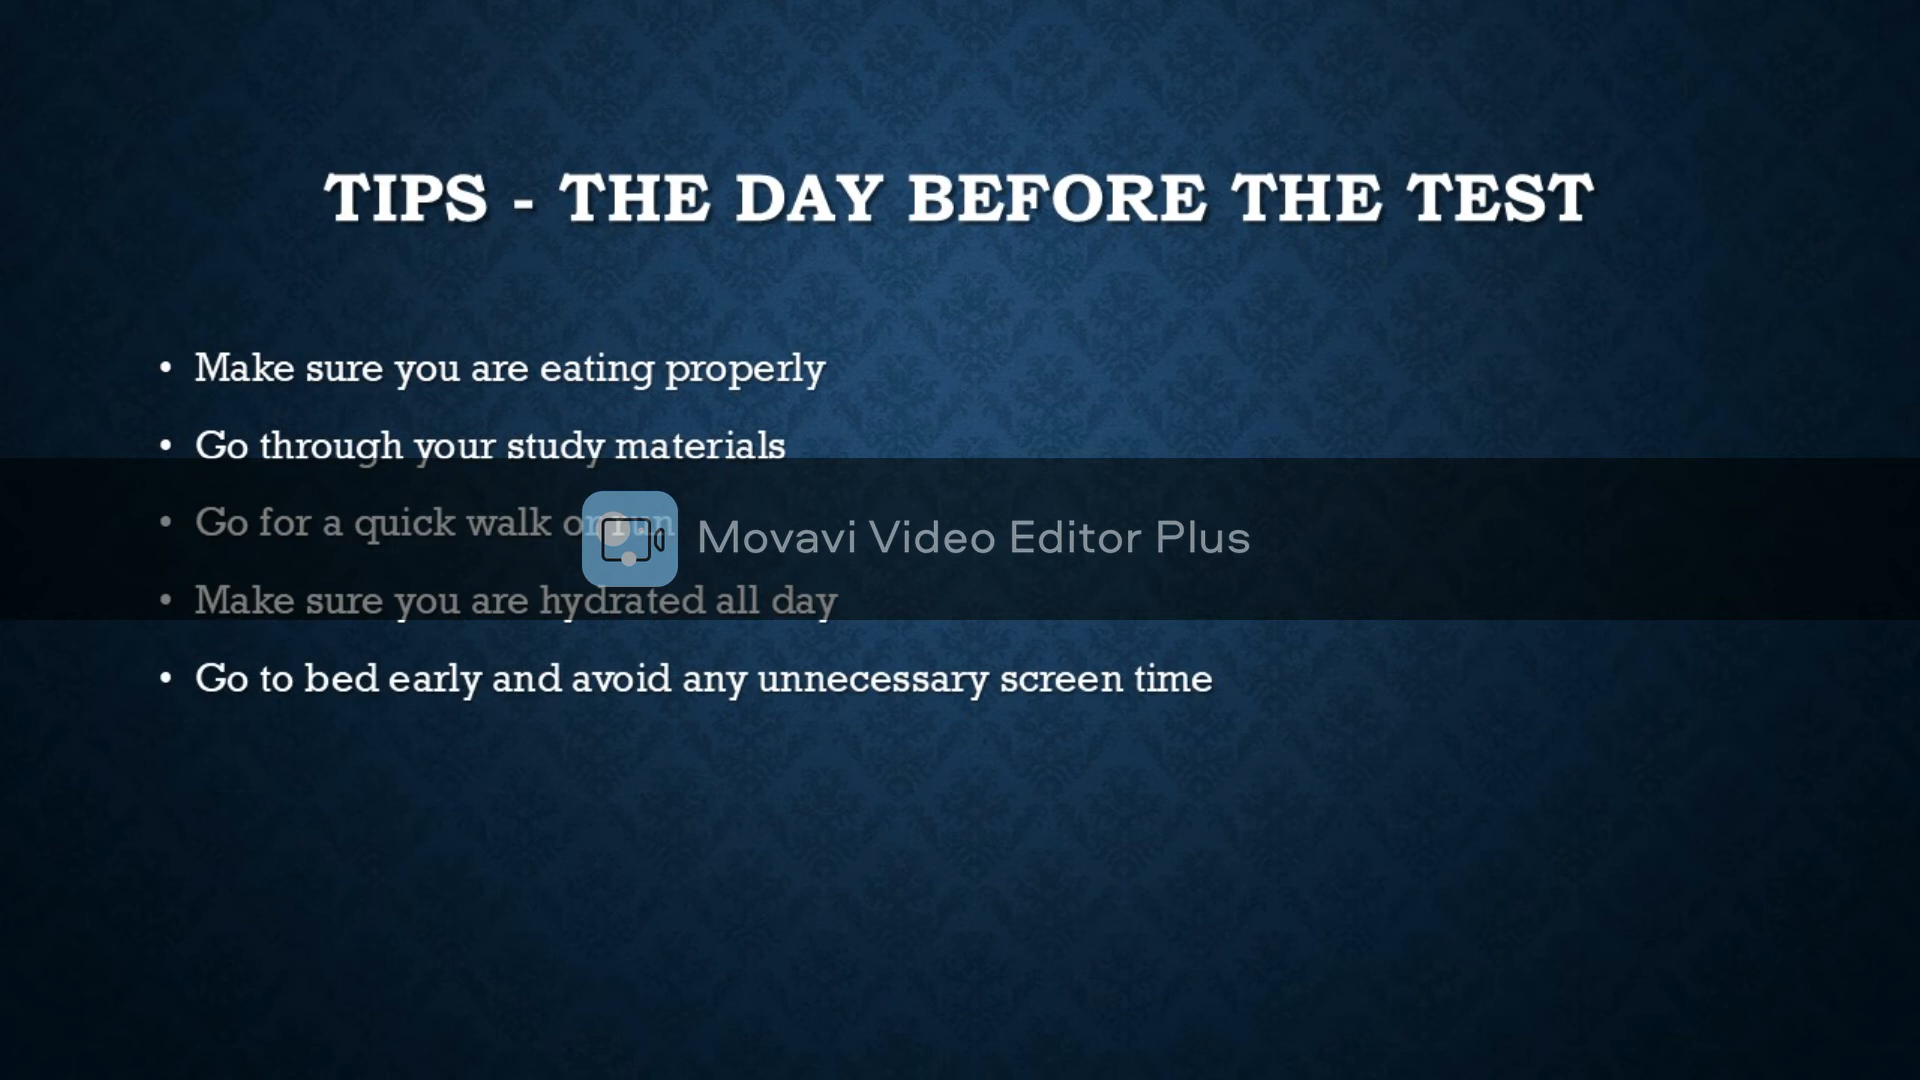 TIPS - THE DAY BEFORE THE TEST
• Make sure you are eating properly
• Go through your study materials
• Go for a quick walk or run
Movavi Video Editor Plus
• Make sure you are hydrated all day
• Go to bed early and avoid any unnecessary screen time